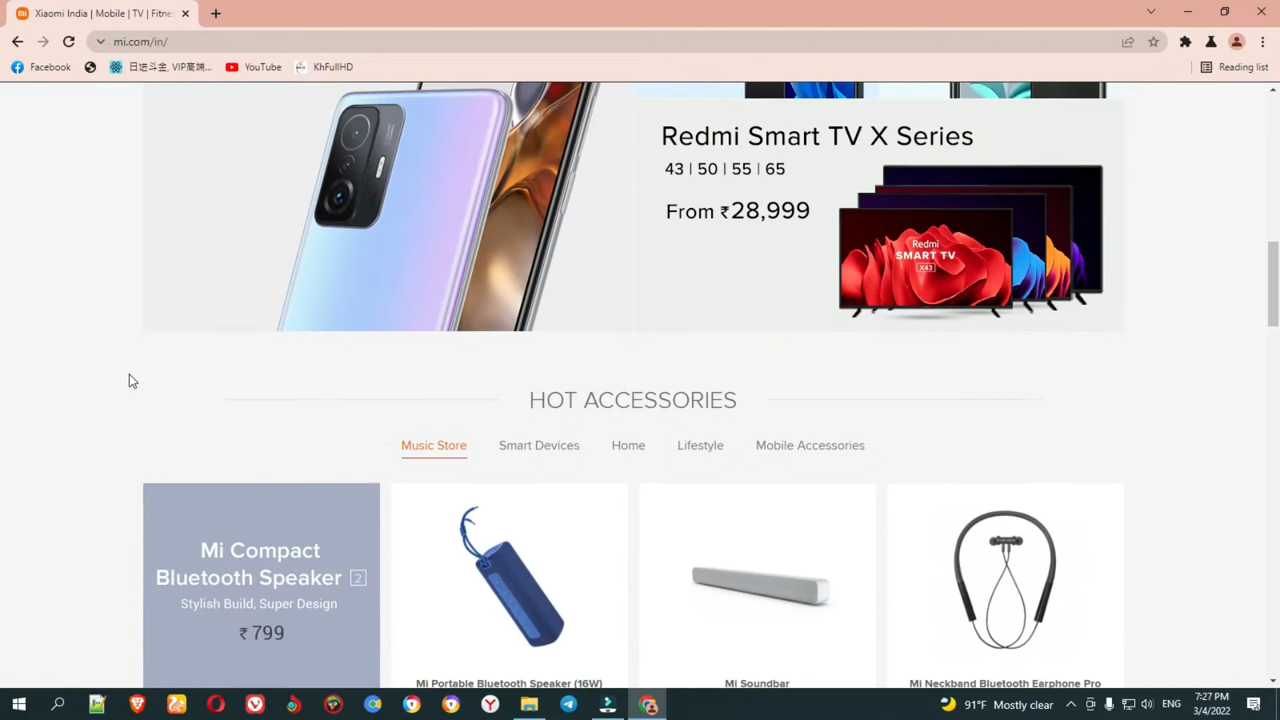 Xiaomi India | Mobile | TV | Fitne
mi.com/in/
Facebook
日进斗金, VIP高端...
YouTube
KhFullHD
Reading list
Redmi Smart TV X Series
43 | 50 | 55 | 65
From ₹28,999
Redmi
SMART TV
X43
HOT ACCESSORIES
Music Store
Smart Devices
Home
Lifestyle
Mobile Accessories
Mi Compact
Bluetooth Speaker 2
Stylish Build, Super Design
₹ 799
Mi Portable Bluetooth Speaker (16W)
Mi Soundbar
Mi Neckband Bluetooth Earphone Pro
91°F Mostly clear
ENG
7:27 PM
3/4/2022